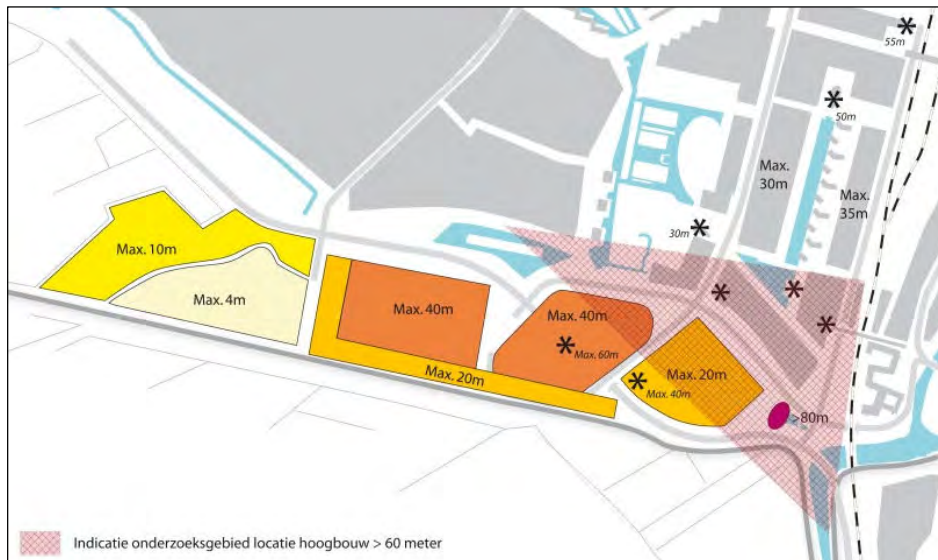 55m
50m
Max.
30m
Max.
35m
30m
Max. 10m
Max. 4m
Max. 40m
Max. 40m
Max. 60m
Max. 20m
Max. 20m
Max. 40m
>80m
Indicatie onderzoeksgebied locatie hoogbouw > 60 meter